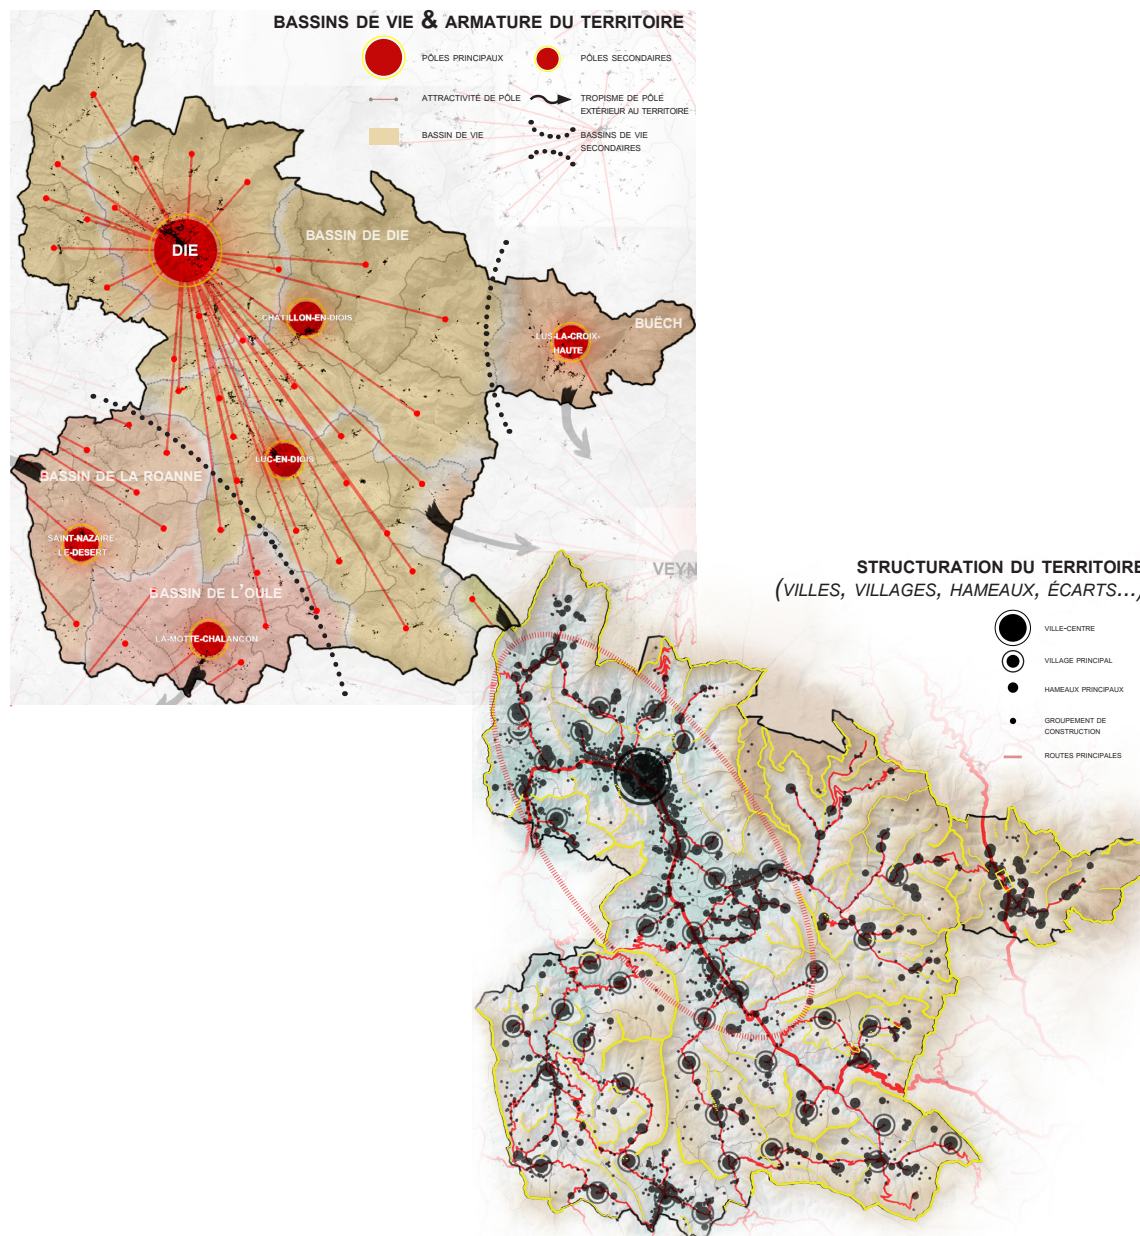 BASSINS DE VIE & ARMATURE DU TERRITOIRE
PÔLES PRINCIPAUX
PÔLES SECONDAIRES
ATTRACTIVITÉ DE PÔLE
TROPISME DE PÔLE
EXTÉRIEUR AU TERRITOIRE
BASSIN DE VIE
BASSINS DE VIE
SECONDAIRES
BASSIN DE DIE
DIE
CHATILLON-EN-DIOIS
BUËCH
LUS-LA-CROIX-
HAUTE
LUC-EN-DIOIS
BASSIN DE LA ROANNE
SAINT-NAZAIRE-
LE-DESERT
BASSIN DE L'OULE
LA-MOTTE-CHALANCON
VEYN
STRUCTURATION DU TERRITOIRE
(VILLES, VILLAGES, HAMEAUX, ÉCARTS...)
VILLE-CENTRE
VILLAGE PRINCIPAL
HAMEAUX PRINCIPAUX
GROUPEMENT DE
CONSTRUCTION
ROUTES PRINCIPALES